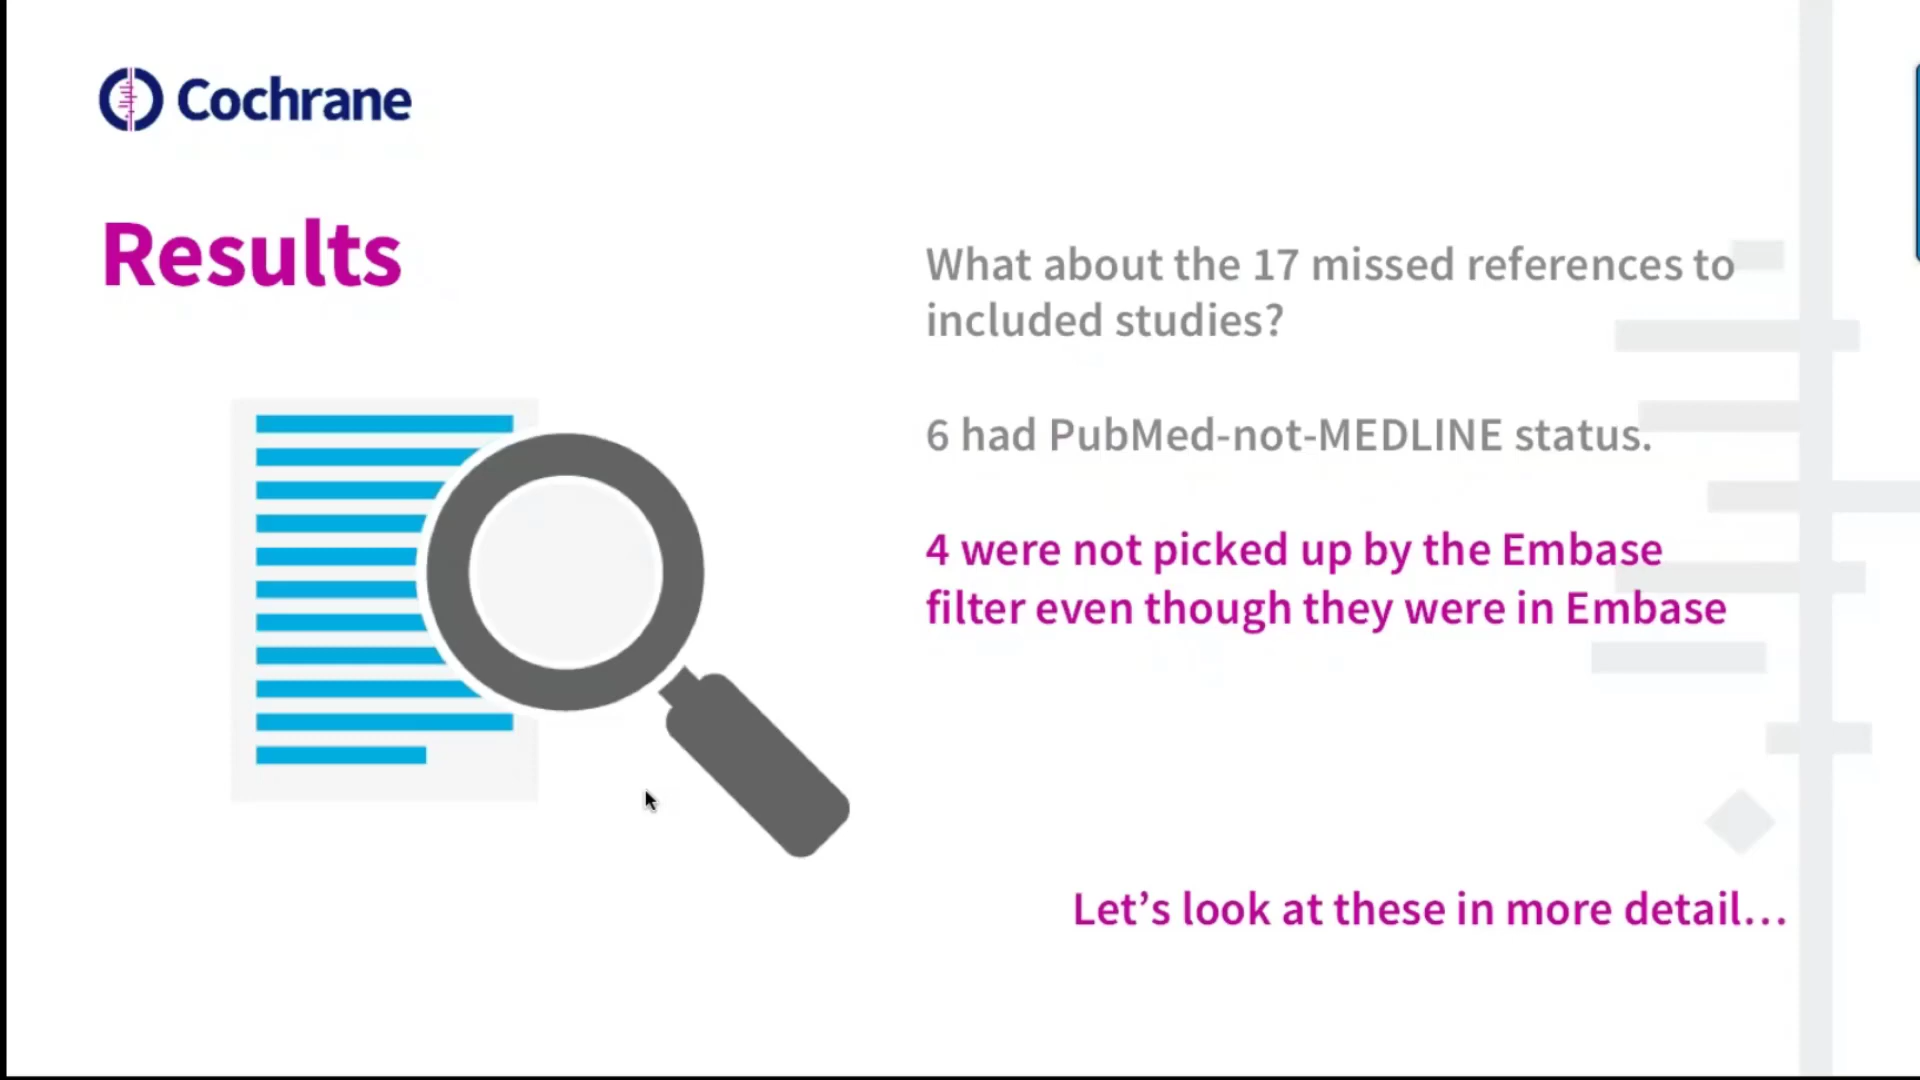 Cochrane
Results
What about the 17 missed references to
included studies?
6 had PubMed-not-MEDLINE status.
4 were not picked up by the Embase
filter even though they were in Embase
Let’s look at these in more detail…